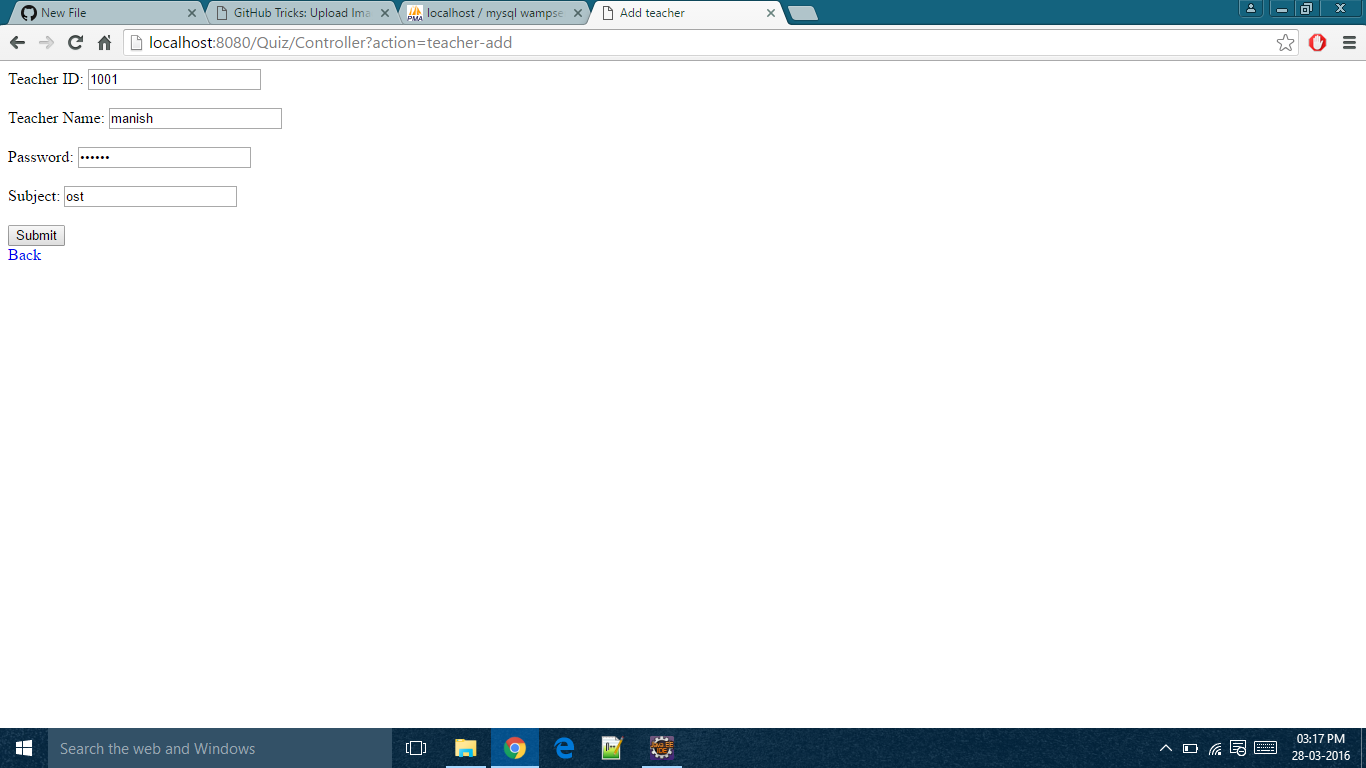 New File
GitHub Tricks: Upload Ima
PMA localhost / mysql wampse
Add teacher
localhost:8080/Quiz/Controller?action=teacher-add
Teacher ID: 1001
Teacher Name: manish
Password: ••••••
Subject: ost
Submit
Back
Search the web and Windows
03:17 PM
28-03-2016